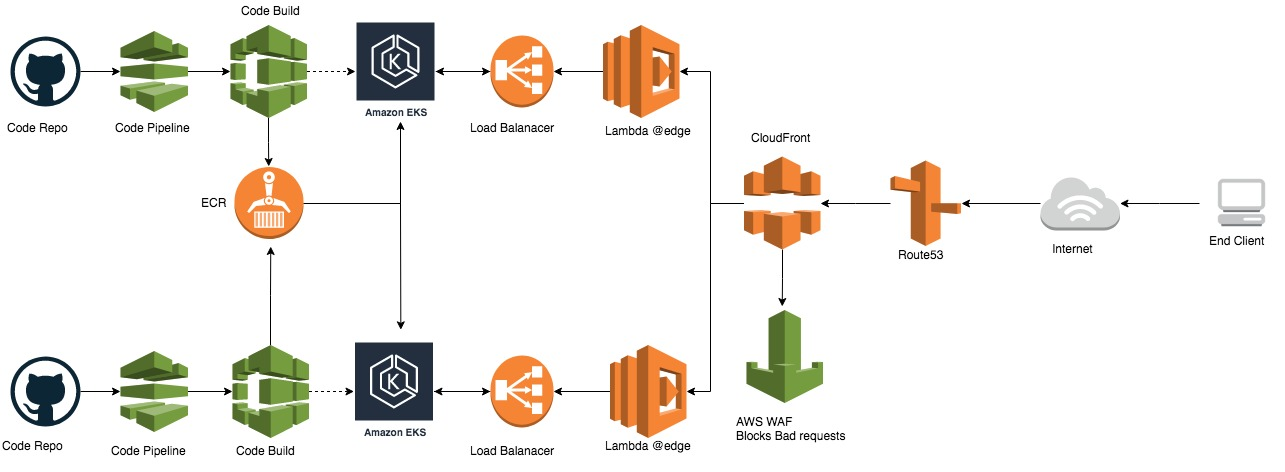 Code Build
Amazon EKS
Code Repo
Code Pipeline
Load Balanacer
Lambda @edge
CloudFront
ECR
Route53
Internet
End Client
AWS WAF
Blocks Bad requests
Amazon EKS
Code Repo
Code Pipeline
Code Build
Load Balanacer
Lambda @edge
K
K